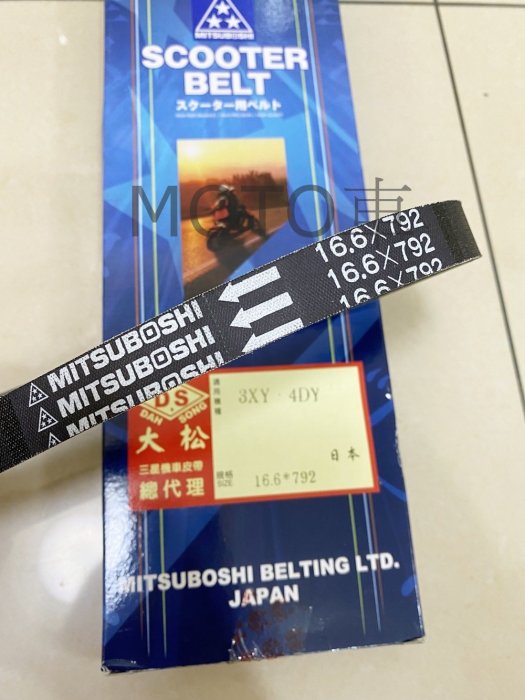 MITSUBOSHI
SCOOTER
BELT
スクーター用ベルト
MOTO車
16.6×792
16.6×792
16.6×792
MITSUBOSHI
MITSUBOSHI
MITSUBOSHI
DS
DAH SONG
大松
三星機車皮帶
總代理
適用機種
3XY · 4DY
日本
規格
SIZE
16.6*792
MITSUBOSHI BELTING LTD.
JAPAN